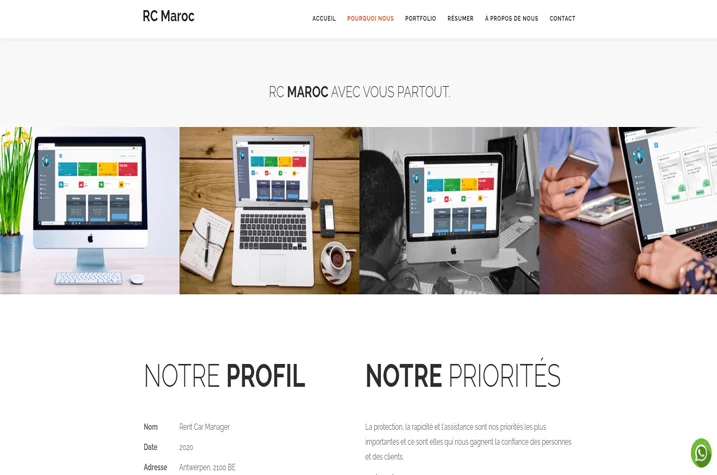 RC Maroc
ACCUEIL POURQUOI NOUS PORTFOLIO RÉSUMER À PROPOS DE NOUS CONTACT
RC MAROC AVEC VOUS PARTOUT.
NOTRE PROFIL
NOTRE PRIORITÉS
Nom Rent Car Manager
Date 2020
Adresse Antwerpen, 2100 BE
La protection, la rapidité et l'assistance sont nos priorités les plus
importantes et ce sont elles qui nous gagnent la confiance des personnes
et des clients.